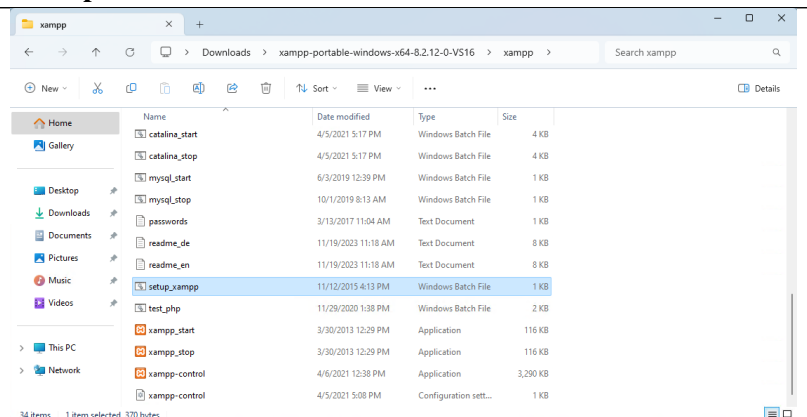 xampp
Downloads > xampp-portable-windows-x64-8.2.12-0-VS16 > xampp > Search xampp
New Sort View ... Details
Name Date modified Type Size
Home
Gallery
Desktop
Downloads
Documents
Pictures
Music
Videos
This PC
Network
catalina_start 4/5/2021 5:17 PM Windows Batch File 4 KB
catalina_stop 4/5/2021 5:17 PM Windows Batch File 4 KB
mysql_start 6/3/2019 12:39 PM Windows Batch File 1 KB
mysql_stop 10/1/2019 8:13 AM Windows Batch File 1 KB
passwords 3/13/2017 11:04 AM Text Document 1 KB
readme_de 11/19/2023 11:18 AM Text Document 8 KB
readme_en 11/19/2023 11:18 AM Text Document 8 KB
setup_xampp 11/12/2015 4:13 PM Windows Batch File 1 KB
test_php 11/29/2020 1:38 PM Windows Batch File 2 KB
xampp_start 3/30/2013 12:29 PM Application 116 KB
xampp_stop 3/30/2013 12:29 PM Application 116 KB
xampp-control 4/6/2021 12:38 PM Application 3,290 KB
xampp-control 4/5/2021 5:08 PM Configuration sett... 1 KB
34 items 1 item selected 370 bytes